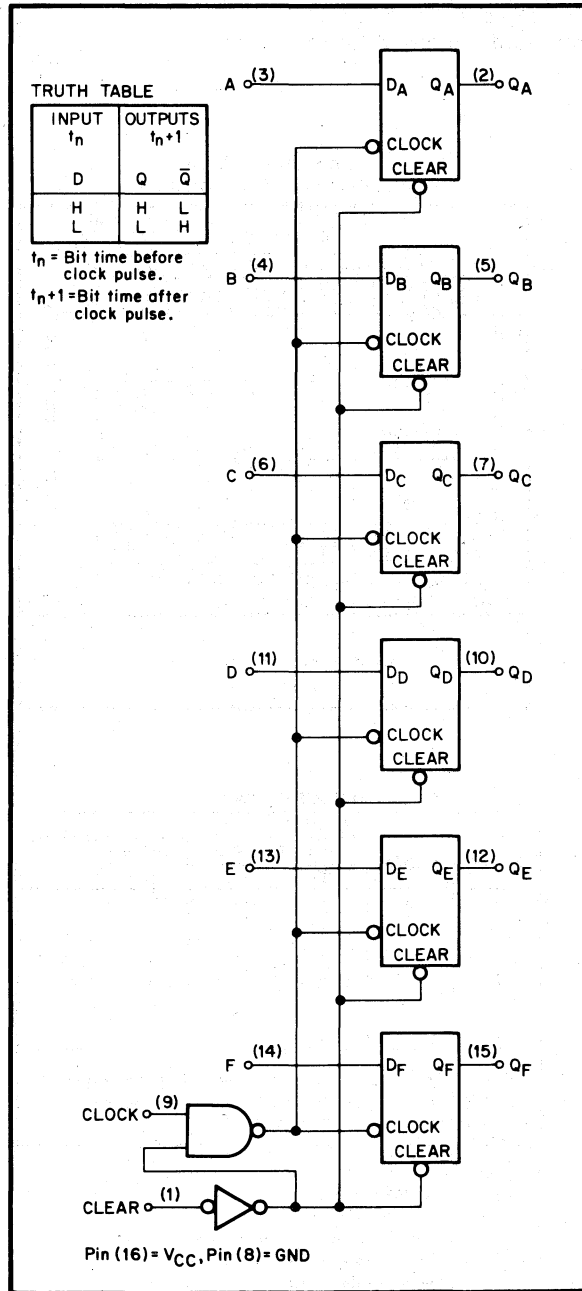 TRUTH TABLE
INPUT OUTPUTS
tn tn+1
D Q Q̄
H H L
L L H
tn = Bit time before
clock pulse.
tn+1 = Bit time after
clock pulse.
A (3) DA QA (2) QA
CLOCK
CLEAR
B (4) DB QB (5) QB
CLOCK
CLEAR
C (6) DC QC (7) QC
CLOCK
CLEAR
D (11) DD QD (10) QD
CLOCK
CLEAR
E (13) DE QE (12) QE
CLOCK
CLEAR
F (14) DF QF (15) QF
CLOCK (9) CLOCK
CLEAR
CLEAR (1)
Pin (16) = VCC, Pin (8) = GND